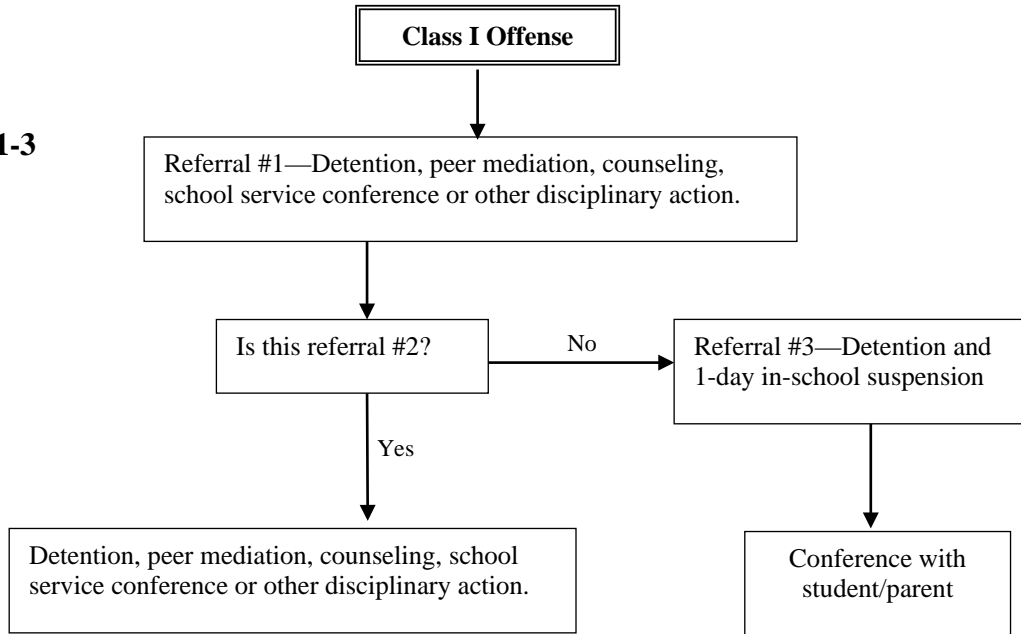 Class I Offense
1-3
Referral #1—Detention, peer mediation, counseling,
school service conference or other disciplinary action.
Is this referral #2?
No
Referral #3—Detention and
1-day in-school suspension
Yes
Detention, peer mediation, counseling, school
service conference or other disciplinary action.
Conference with
student/parent